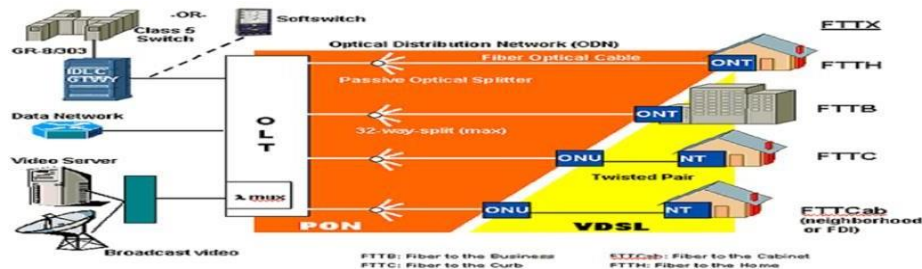 -OR-
Class 5
Switch
Softswitch
GR-8/303
DLC
GTWY
Data Network
Video Server
Broadcast video
OLT
λ mux
Optical Distribution Network (ODN)
Fiber Optical Cable
Passive Optical Splitter
32-way-split (max)
PON
ONT
ONT
ONU
NT
Twisted Pair
ONU
NT
VDSL
FTTX
FTTH
FTTB
FTTC
FTTCab
(neighborhood
or FDI)
FTTB: Fiber to the Business
FTTCab: Fiber to the Cabinet
FTTC: Fiber to the Curb
FTTH: Fiber to the Home